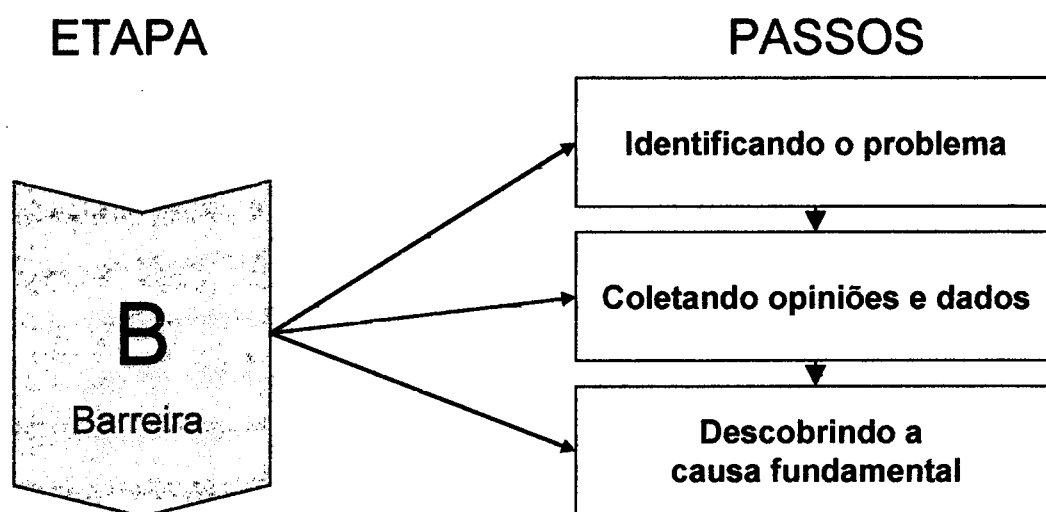 ETAPA
PASSOS
Identificando o problema
Coletando opiniões e dados
B
Barreira
Descobrindo a
causa fundamental